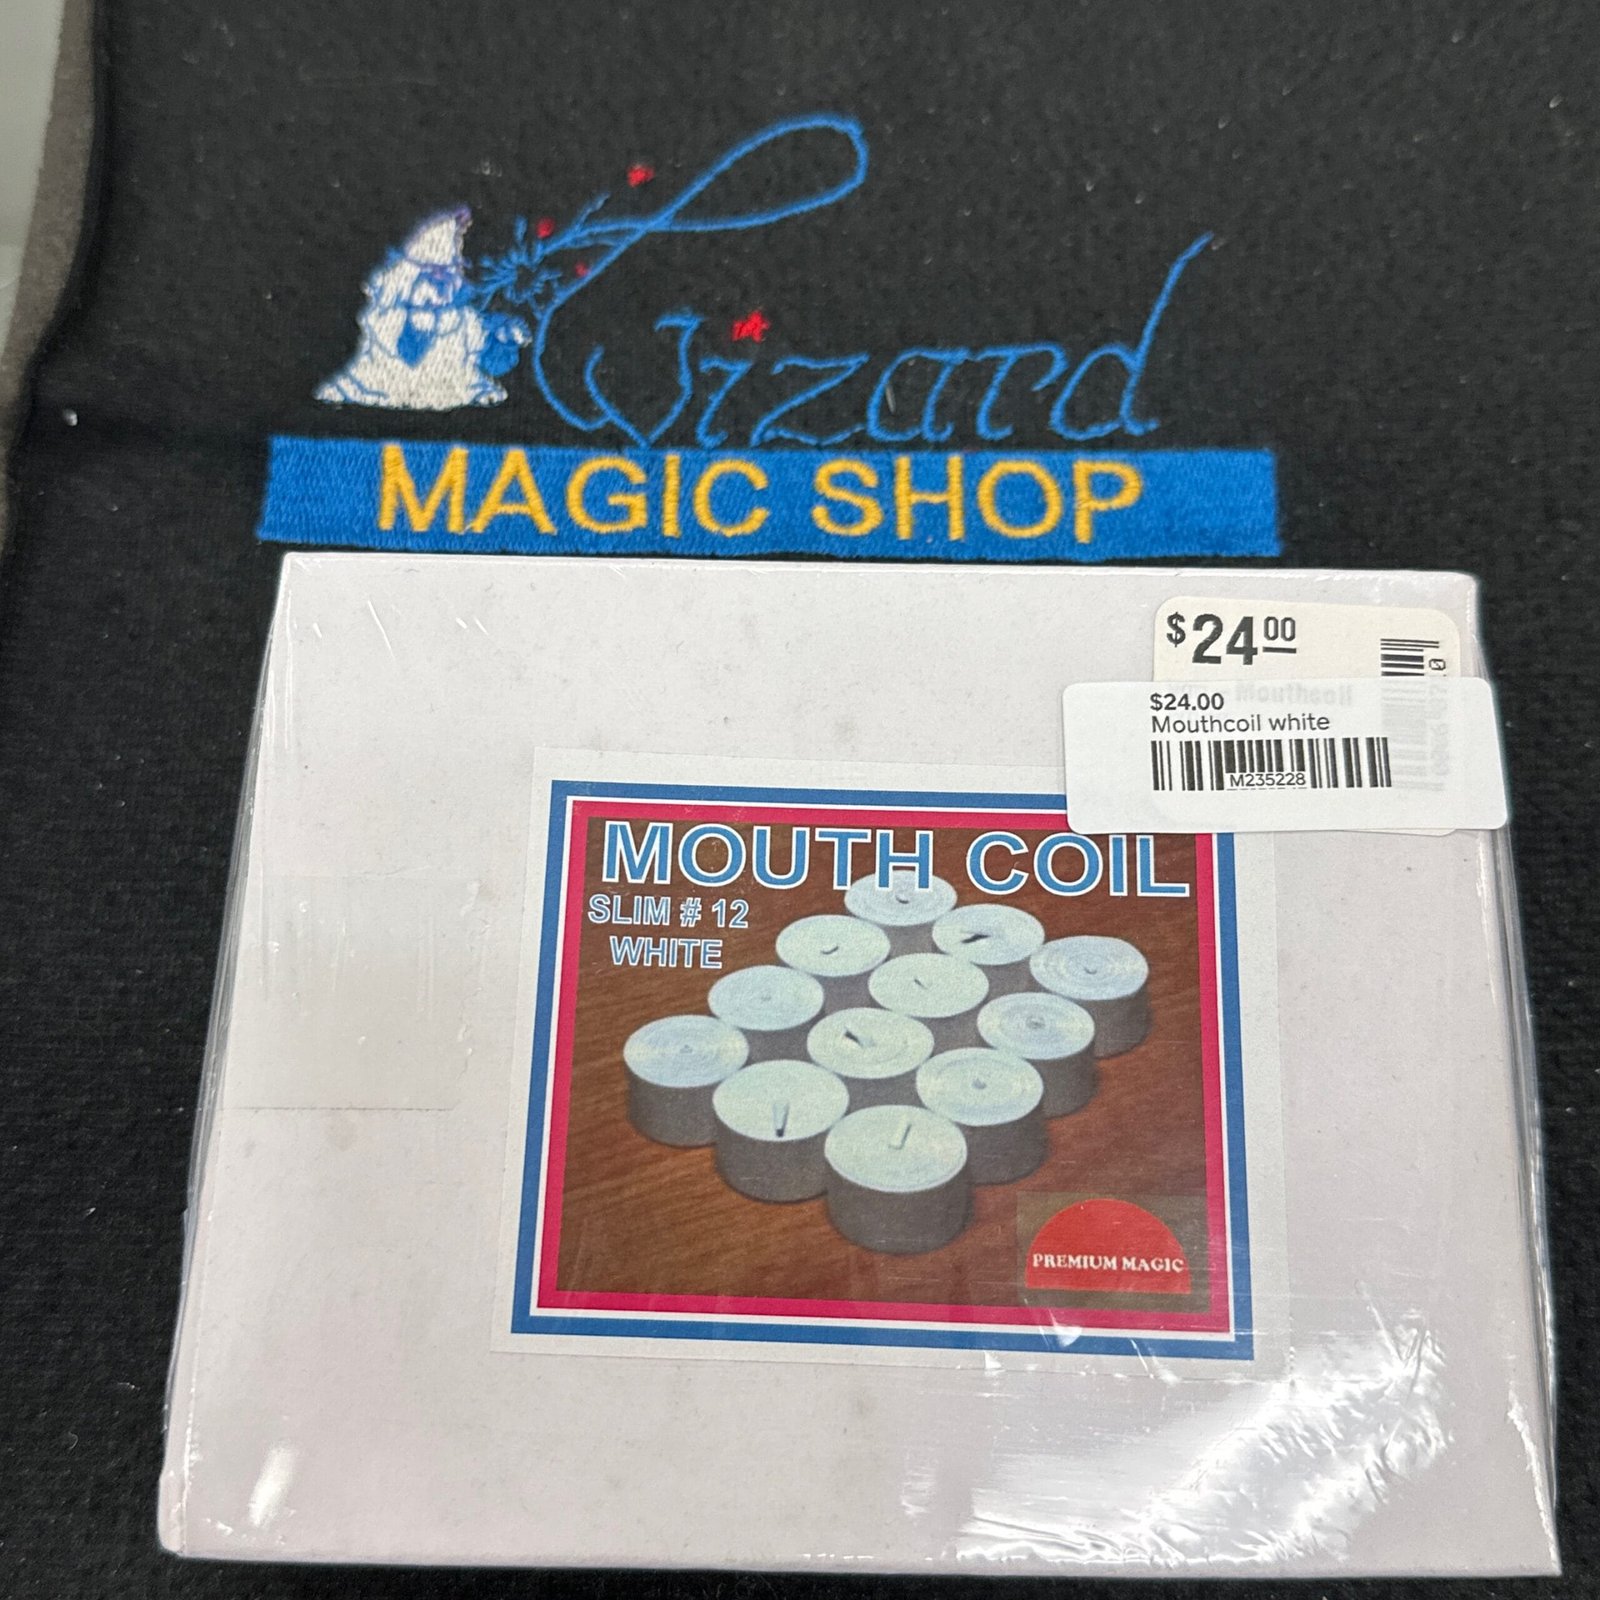 Wizard
MAGIC SHOP
$24.00
$24.00
Mouthcoil white
M235228
MOUTH COIL
SLIM # 12
WHITE
PREMIUM MAGIC